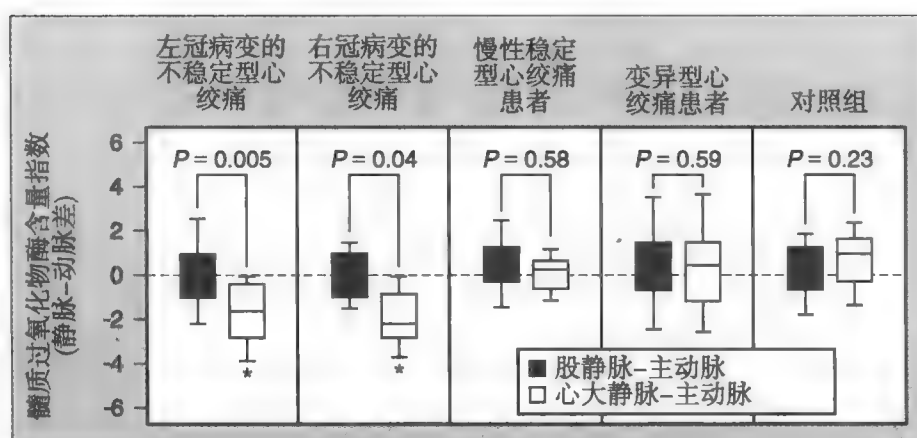 左冠病变的
不稳定型心
绞痛
右冠病变的
不稳定型心
绞痛
慢性稳定
型心绞痛
患者
变异型心
绞痛患者
对照组
髓质过氧化物酶含量指数
(静脉–主动脉差)
6
4
2
0
-2
-4
-6
P = 0.005
P = 0.04
P = 0.58
P = 0.59
P = 0.23
*
*
股静脉–主动脉
心大静脉–主动脉